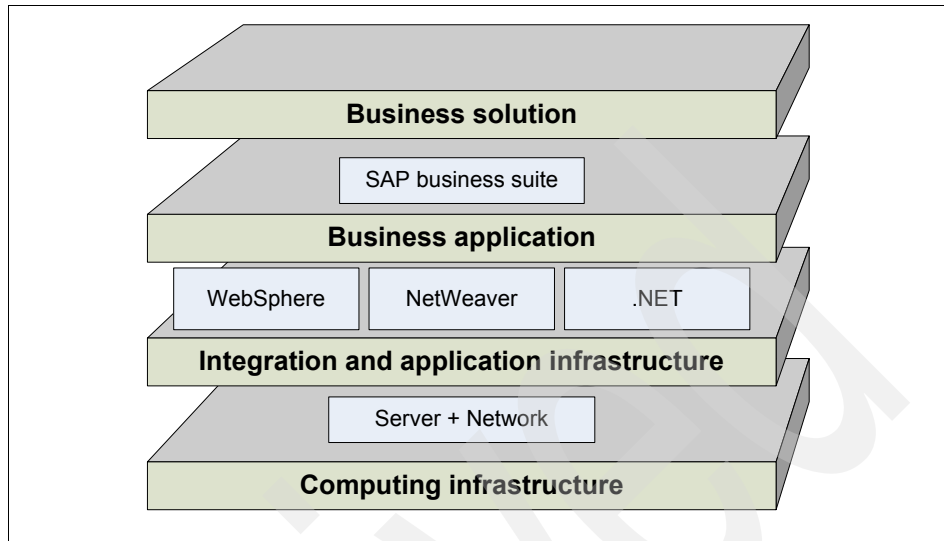 Business solution
SAP business suite
Business application
WebSphere NetWeaver .NET
Integration and application infrastructure
Server + Network
Computing infrastructure